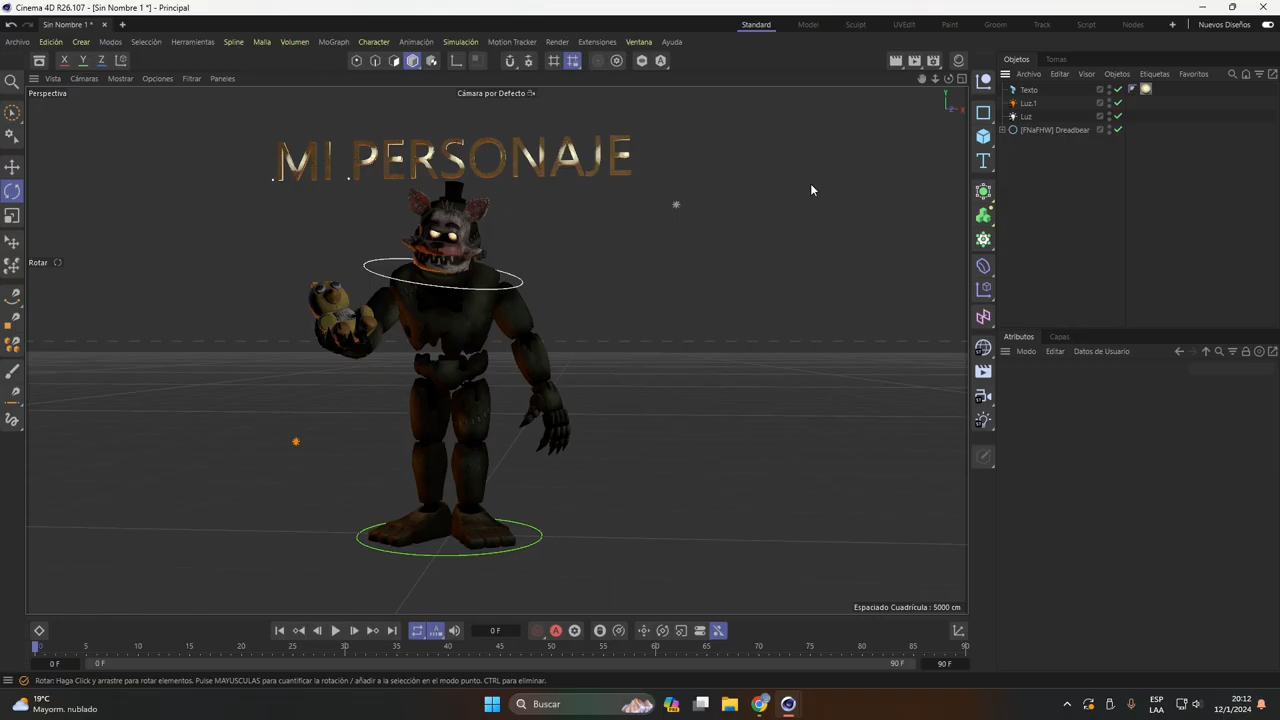 Cinema 4D R26.107 - [Sin Nombre 1 *] - Principal
Sin Nombre 1 *
Standard Model Sculpt UVEdit Paint Groom Track Script Nodes Nuevos Diseños
Archivo Edición Crear Modos Selección Herramientas Spline Malla Volumen MoGraph Character Animación Simulación Motion Tracker Render Extensiones Ventana Ayuda
X Y Z
Objetos Tomas
Vista Cámaras Mostrar Opciones Filtrar Paneles
Archivo Editar Visor Objetos Etiquetas Favoritos
Perspectiva
Cámara por Defecto
Y
X
Z
Texto
Luz.1
Luz
[FNaFHW] Dreadbear
MI PERSONAJE
Rotar
Atributos Capas
Modo Editar Datos de Usuario
Espaciado Cuadrícula : 5000 cm
0 F
0 5 10 15 20 25 30 35 40 45 50 55 60 65 70 75 80 85 90
0 F 0 F 90 F 90 F
Rotar: Haga Click y arrastre para rotar elementos. Pulse MAYUSCULAS para cuantificar la rotación / añadir a la selección en el modo punto. CTRL para eliminar.
19°C
Mayorm. nublado
Buscar
ESP
LAA
20:12
12/1/2024